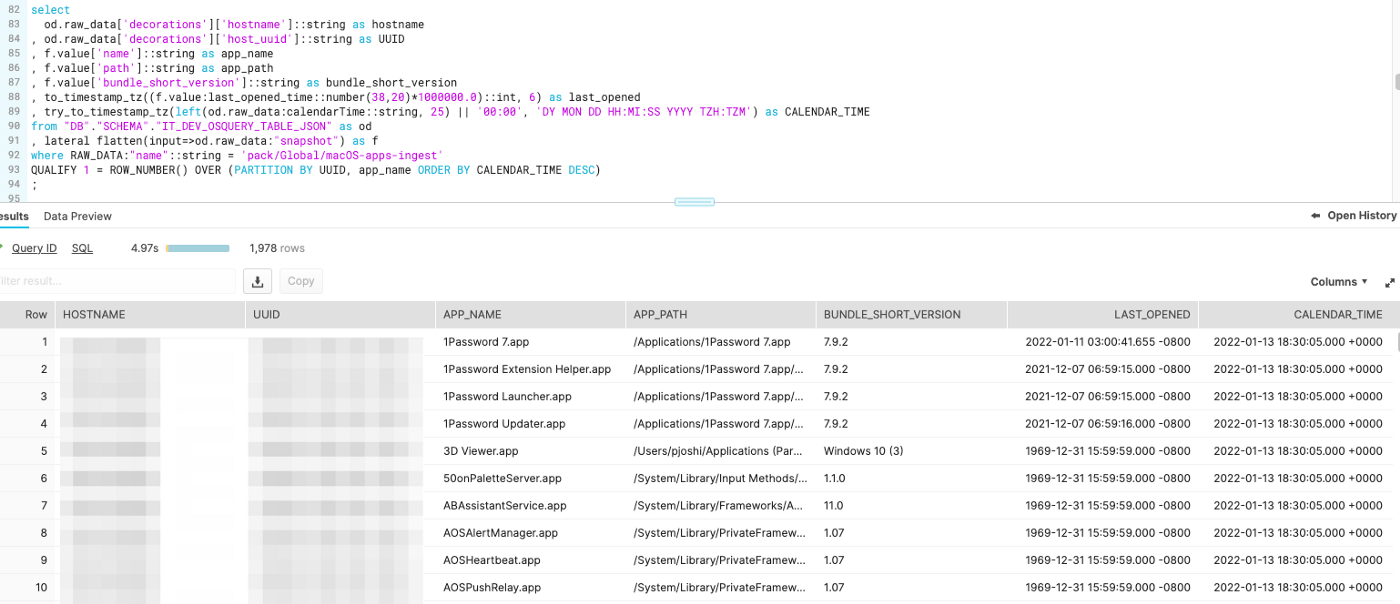 82 select
83 od.raw_data['decorations']['hostname']::string as hostname
84 , od.raw_data['decorations']['host_uuid']::string as UUID
85 , f.value['name']::string as app_name
86 , f.value['path']::string as app_path
87 , f.value['bundle_short_version']::string as bundle_short_version
88 , to_timestamp_tz((f.value:last_opened_time::number(38,20)*1000000.0)::int, 6) as last_opened
89 , try_to_timestamp_tz(left(od.raw_data:calendarTime::string, 25) || '00:00', 'DY MON DD HH:MI:SS YYYY TZH:TZM') as CALENDAR_TIME
90 from "DB"."SCHEMA"."IT_DEV_OSQUERY_TABLE_JSON" as od
91 , lateral flatten(input=>od.raw_data:"snapshot") as f
92 where RAW_DATA:"name"::string = 'pack/Global/macOS-apps-ingest'
93 QUALIFY 1 = ROW_NUMBER() OVER (PARTITION BY UUID, app_name ORDER BY CALENDAR_TIME DESC)
94 ;
95
esults Data Preview Open History
Query ID SQL 4.97s 1,978 rows
ilter result... Copy Columns
Row HOSTNAME UUID APP_NAME APP_PATH BUNDLE_SHORT_VERSION LAST_OPENED CALENDAR_TIME
1 1Password 7.app /Applications/1Password 7.app 7.9.2 2022-01-11 03:00:41.655 -0800 2022-01-13 18:30:05.000 +0000
2 1Password Extension Helper.app /Applications/1Password 7.app/... 7.9.2 2021-12-07 06:59:15.000 -0800 2022-01-13 18:30:05.000 +0000
3 1Password Launcher.app /Applications/1Password 7.app/... 7.9.2 2021-12-07 06:59:15.000 -0800 2022-01-13 18:30:05.000 +0000
4 1Password Updater.app /Applications/1Password 7.app/... 7.9.2 2021-12-07 06:59:16.000 -0800 2022-01-13 18:30:05.000 +0000
5 3D Viewer.app /Users/pjoshi/Applications (Par... Windows 10 (3) 1969-12-31 15:59:59.000 -0800 2022-01-13 18:30:05.000 +0000
6 50onPaletteServer.app /System/Library/Input Methods/... 1.1.0 1969-12-31 15:59:59.000 -0800 2022-01-13 18:30:05.000 +0000
7 ABAssistantService.app /System/Library/Frameworks/A... 11.0 1969-12-31 15:59:59.000 -0800 2022-01-13 18:30:05.000 +0000
8 AOSAlertManager.app /System/Library/PrivateFramew... 1.07 1969-12-31 15:59:59.000 -0800 2022-01-13 18:30:05.000 +0000
9 AOSHeartbeat.app /System/Library/PrivateFramew... 1.07 1969-12-31 15:59:59.000 -0800 2022-01-13 18:30:05.000 +0000
10 AOSPushRelay.app /System/Library/PrivateFramew... 1.07 1969-12-31 15:59:59.000 -0800 2022-01-13 18:30:05.000 +0000